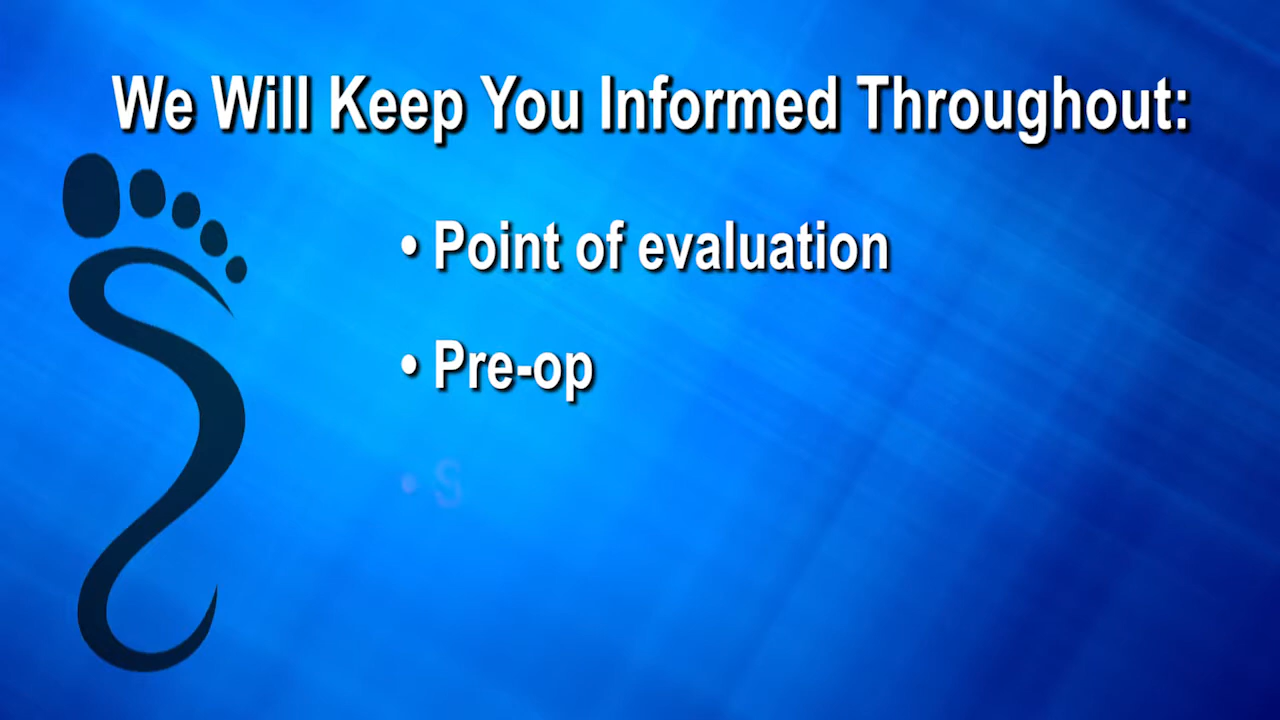 We Will Keep You Informed Throughout:
• Point of evaluation
• Pre-op
• S